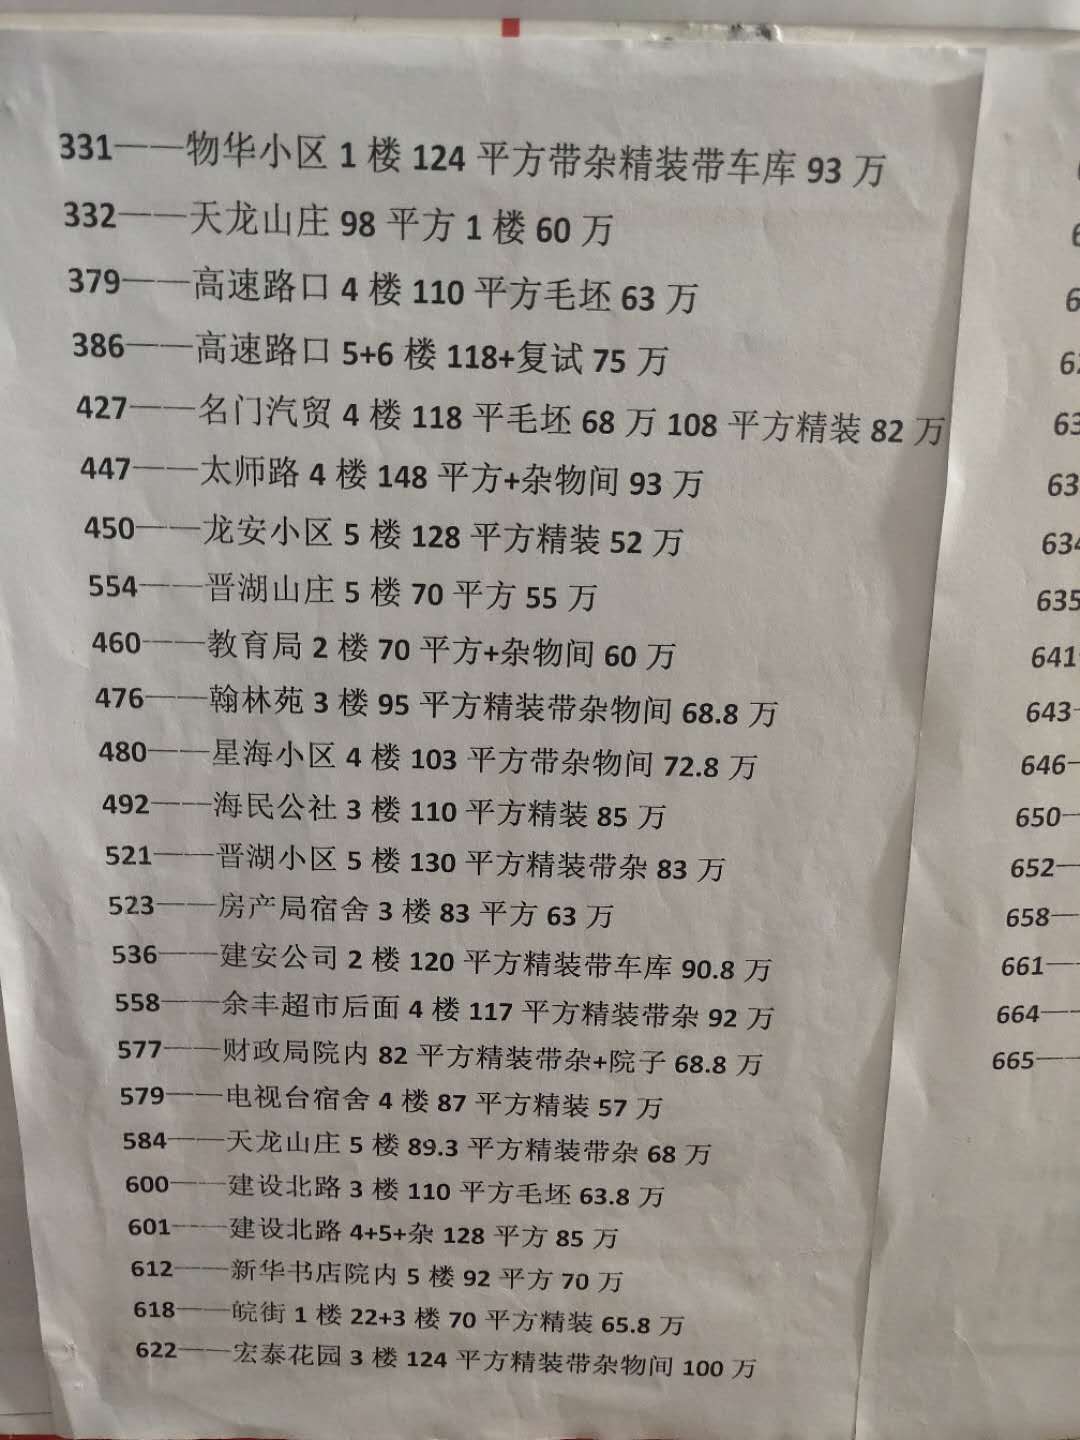 331——物华小区 1 楼 124 平方带杂精装带车库 93 万
332——天龙山庄 98 平方 1 楼 60 万
379——高速路口 4 楼 110 平方毛坯 63 万
386——高速路口 5+6 楼 118+复试 75 万
427——名门汽贸 4 楼 118 平毛坯 68 万 108 平方精装 82 万
447——太师路 4 楼 148 平方+杂物间 93 万
450——龙安小区 5 楼 128 平方精装 52 万
554——晋湖山庄 5 楼 70 平方 55 万
460——教育局 2 楼 70 平方+杂物间 60 万
476——翰林苑 3 楼 95 平方精装带杂物间 68.8 万
480——星海小区 4 楼 103 平方带杂物间 72.8 万
492——海民公社 3 楼 110 平方精装 85 万
521——晋湖小区 5 楼 130 平方精装带杂 83 万
523——房产局宿舍 3 楼 83 平方 63 万
536——建安公司 2 楼 120 平方精装带车库 90.8 万
558——余丰超市后面 4 楼 117 平方精装带杂 92 万
577——财政局院内 82 平方精装带杂+院子 68.8 万
579——电视台宿舍 4 楼 87 平方精装 57 万
584——天龙山庄 5 楼 89.3 平方精装带杂 68 万
600——建设北路 3 楼 110 平方毛坯 63.8 万
601——建设北路 4+5+杂 128 平方 85 万
612——新华书店院内 5 楼 92 平方 70 万
618——皖街 1 楼 22+3 楼 70 平方精装 65.8 万
622——宏泰花园 3 楼 124 平方精装带杂物间 100 万
634
635
641
643
646
650
652
658
661
664
665